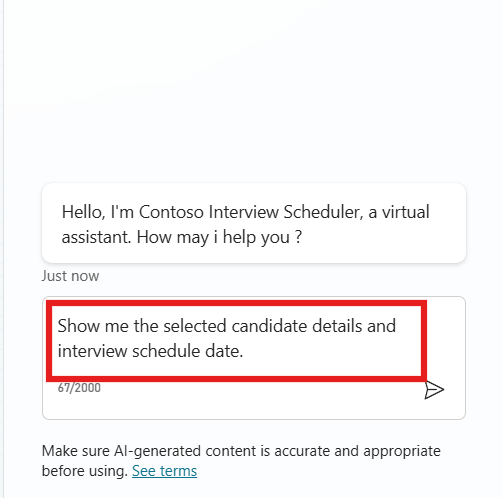 Hello, I'm Contoso Interview Scheduler, a virtual
assistant. How may i help you ?
Just now
Show me the selected candidate details and
interview schedule date.
67/2000
Make sure AI-generated content is accurate and appropriate
before using. See terms